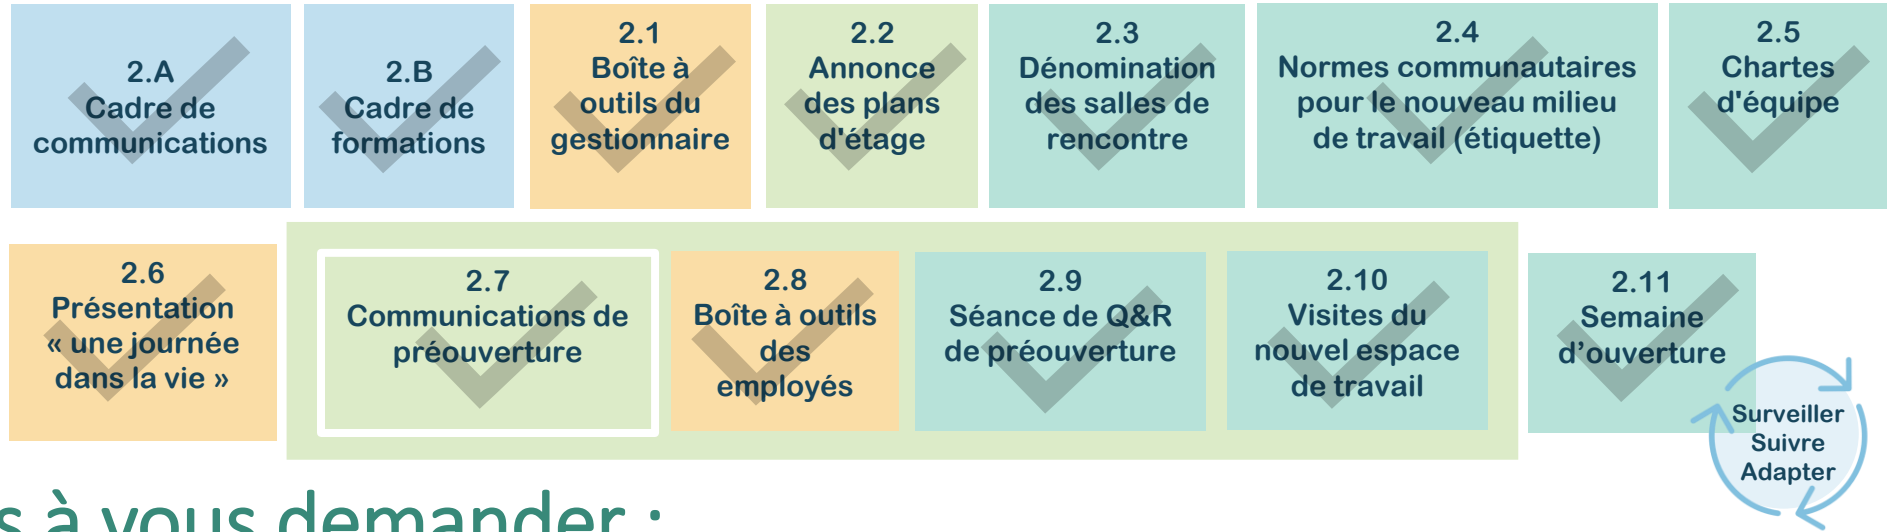 2.A
Cadre de
communications
2.B
Cadre de
formations
2.1
Boîte à
outils du
gestionnaire
2.2
Annonce
des plans
d'étage
2.3
Dénomination
des salles de
rencontre
2.4
Normes communautaires
pour le nouveau milieu
de travail (étiquette)
2.5
Chartes
d'équipe
2.6
Présentation
« une journée
dans la vie »
2.7
Communications de
préouverture
2.8
Boîte à outils
des
employés
2.9
Séance de Q&R
de préouverture
2.10
Visites du
nouvel espace
de travail
2.11
Semaine
d’ouverture
Surveiller
Suivre
Adapter
à vous demander :